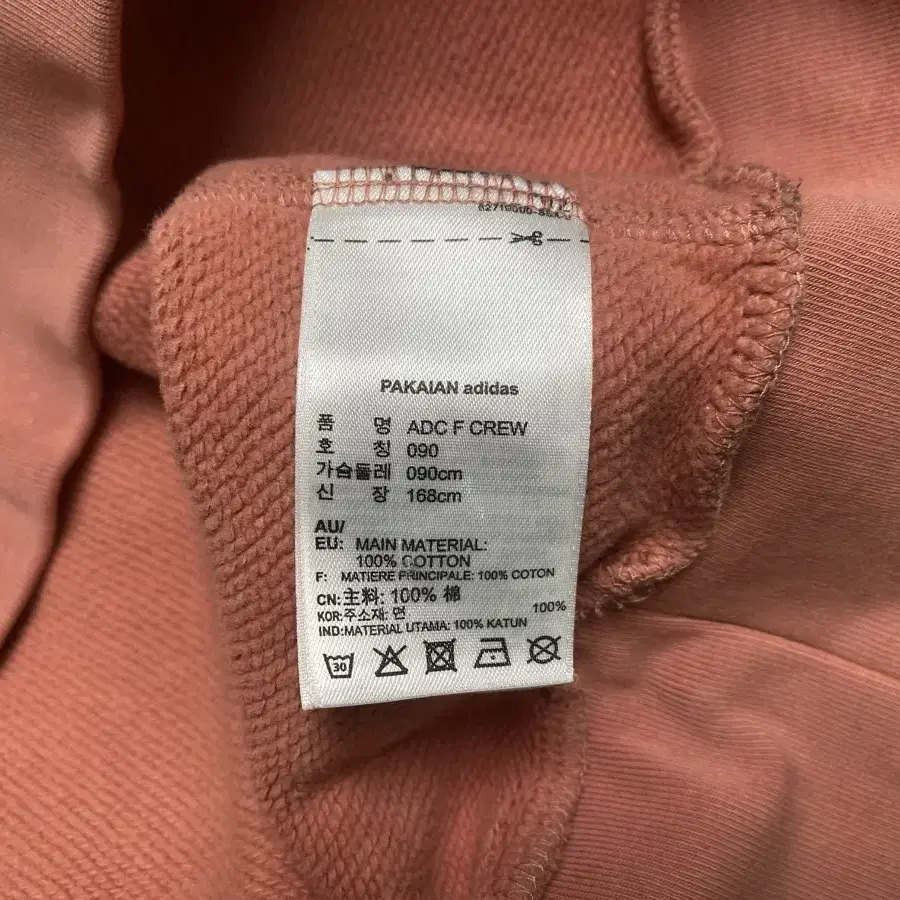 PAKAIAN adidas
품 명 ADC F CREW
호 칭 090
가슴둘레 090cm
신 장 168cm
AU/
EU: MAIN MATERIAL:
100% COTTON
F: MATIERE PRINCIPALE: 100% COTON
CN:主料: 100% 棉
KOR:주소재: 면 100%
IND:MATERIAL UTAMA: 100% KATUN
30